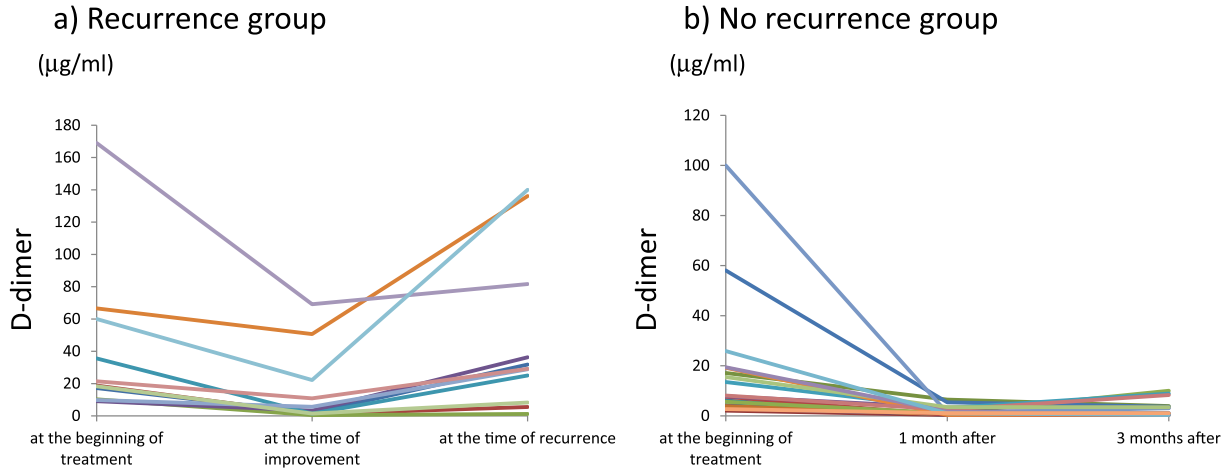 a) Recurrence group
(μg/ml)
D-dimer
180
160
140
120
100
80
60
40
20
0
at the beginning of
treatment
at the time of
improvement
at the time of recurrence
b) No recurrence group
(μg/ml)
D-dimer
120
100
80
60
40
20
0
at the beginning of
treatment
1 month after
3 months after